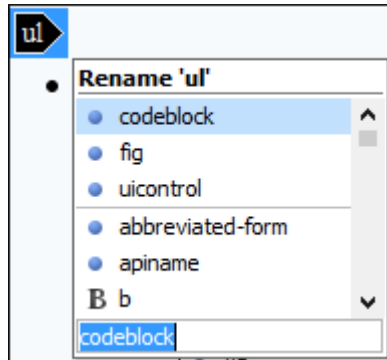 ul
Rename 'ul'
codeblock
fig
uicontrol
abbreviated-form
apiname
B b
codeblock